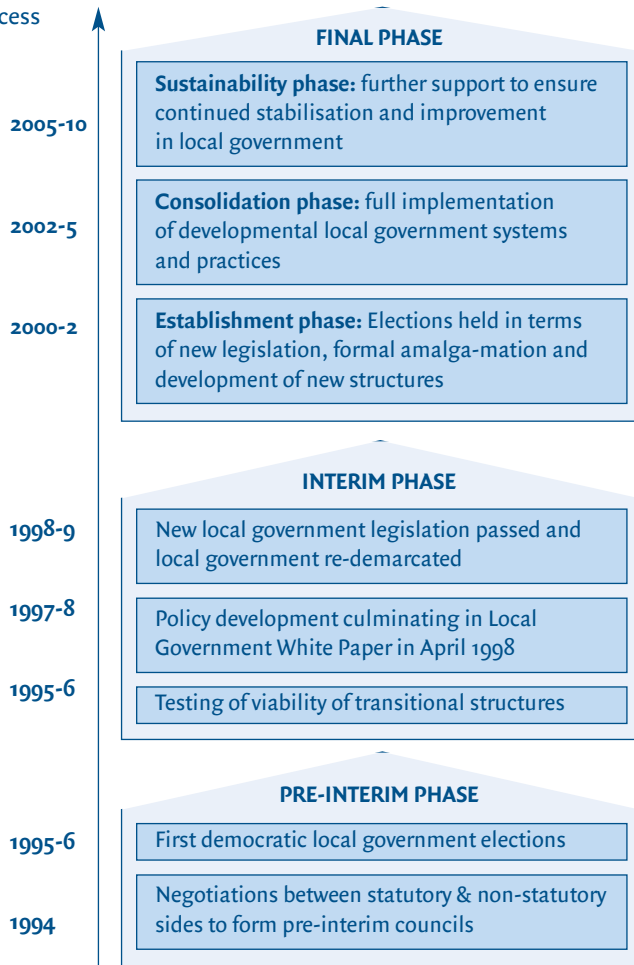 cess
FINAL PHASE
2005-10
Sustainability phase: further support to ensure
continued stabilisation and improvement
in local government
2002-5
Consolidation phase: full implementation
of developmental local government systems
and practices
2000-2
Establishment phase: Elections held in terms
of new legislation, formal amalga-mation and
development of new structures
INTERIM PHASE
1998-9
New local government legislation passed and
local government re-demarcated
1997-8
Policy development culminating in Local
Government White Paper in April 1998
1995-6
Testing of viability of transitional structures
PRE-INTERIM PHASE
1995-6
First democratic local government elections
1994
Negotiations between statutory & non-statutory
sides to form pre-interim councils